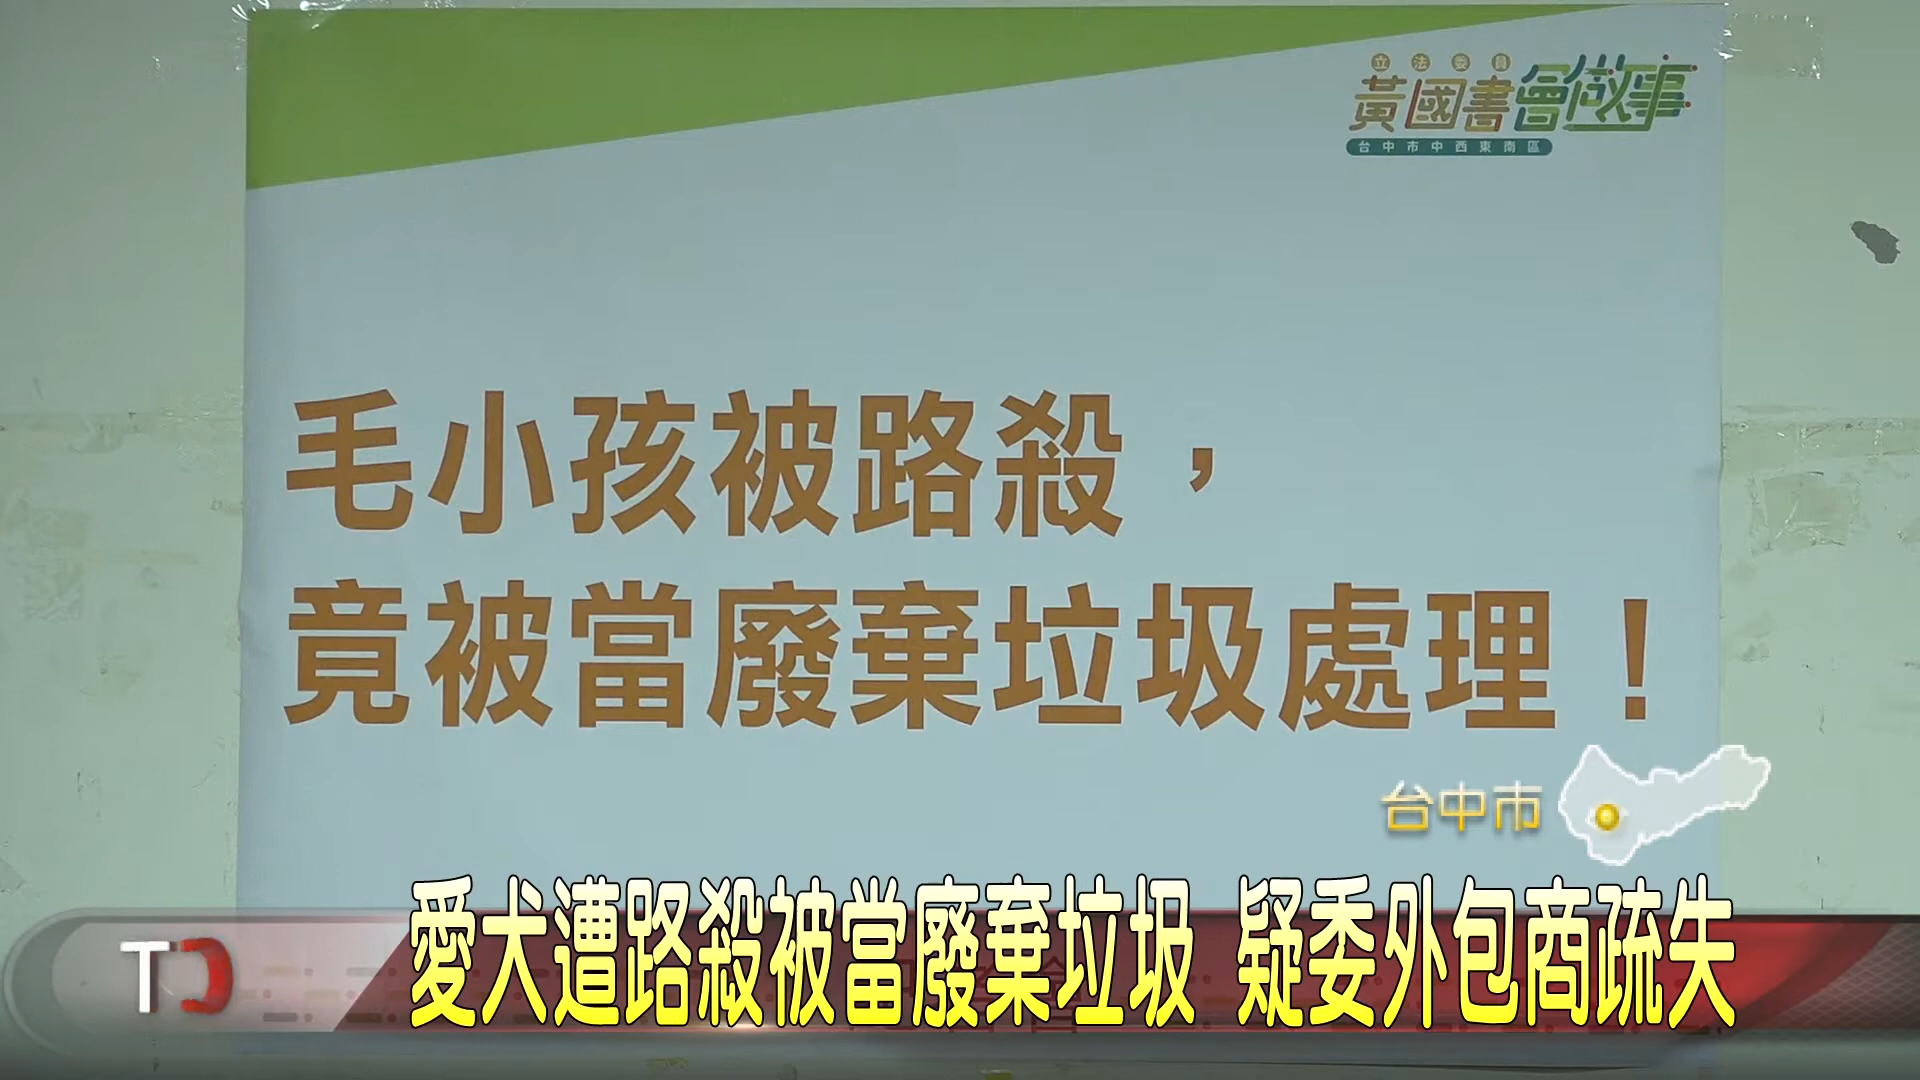 立法委員
黃國書會做事
台中市中西東南區
毛小孩被路殺，
竟被當廢棄垃圾處理！
台中市
愛犬遭路殺被當廢棄垃圾 疑委外包商疏失